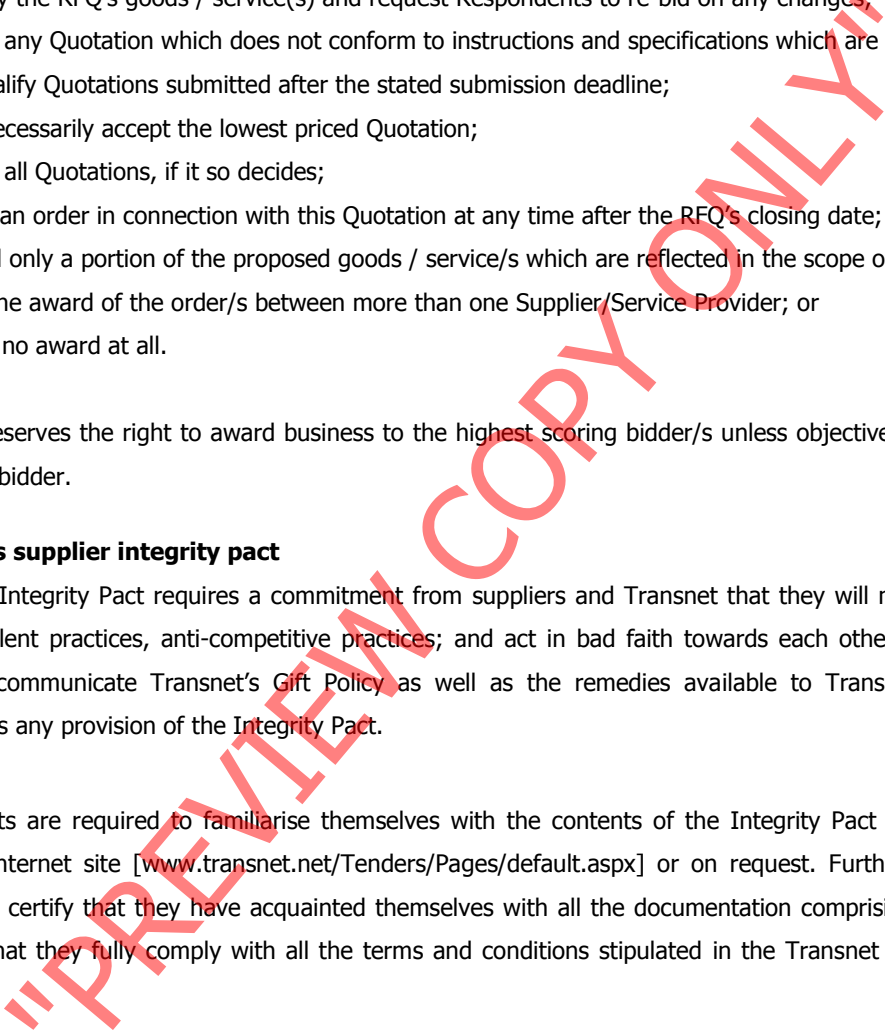 y the RFQ's goods / service(s) and request Respondents to re-bid on any changes;
any Quotation which does not conform to instructions and specifications which are
alify Quotations submitted after the stated submission deadline;
ecessarily accept the lowest priced Quotation;
all Quotations, if it so decides;
an order in connection with this Quotation at any time after the RFQ's closing date;
only a portion of the proposed goods / service/s which are reflected in the scope o
he award of the order/s between more than one Supplier/Service Provider; or
no award at all.
eserves the right to award business to the highest scoring bidder/s unless objective
bidder.
s supplier integrity pact
Integrity Pact requires a commitment from suppliers and Transnet that they will n
lent practices, anti-competitive practices; and act in bad faith towards each othe
communicate Transnet's Gift Policy as well as the remedies available to Trans
s any provision of the Integrity Pact.
ts are required to familiarise themselves with the contents of the Integrity Pact
nternet site [www.transnet.net/Tenders/Pages/default.aspx] or on request. Furth
certify that they have acquainted themselves with all the documentation comprisi
hat they fully comply with all the terms and conditions stipulated in the Transnet
"PREVIEW COPY ONLY"